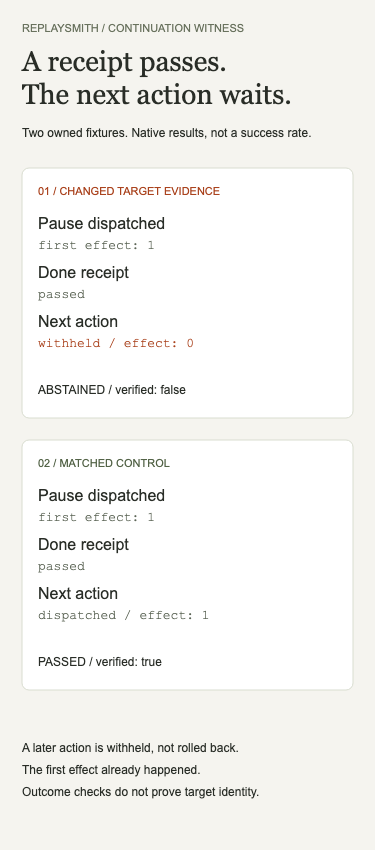 REPLAYSMITH / CONTINUATION WITNESS
A receipt passes.
The next action waits.
Two owned fixtures. Native results, not a success rate.
01 / CHANGED TARGET EVIDENCE
Pause dispatched
first effect: 1
Done receipt
passed
Next action
withheld / effect: 0
ABSTAINED / verified: false
02 / MATCHED CONTROL
Pause dispatched
first effect: 1
Done receipt
passed
Next action
dispatched / effect: 1
PASSED / verified: true
A later action is withheld, not rolled back.
The first effect already happened.
Outcome checks do not prove target identity.